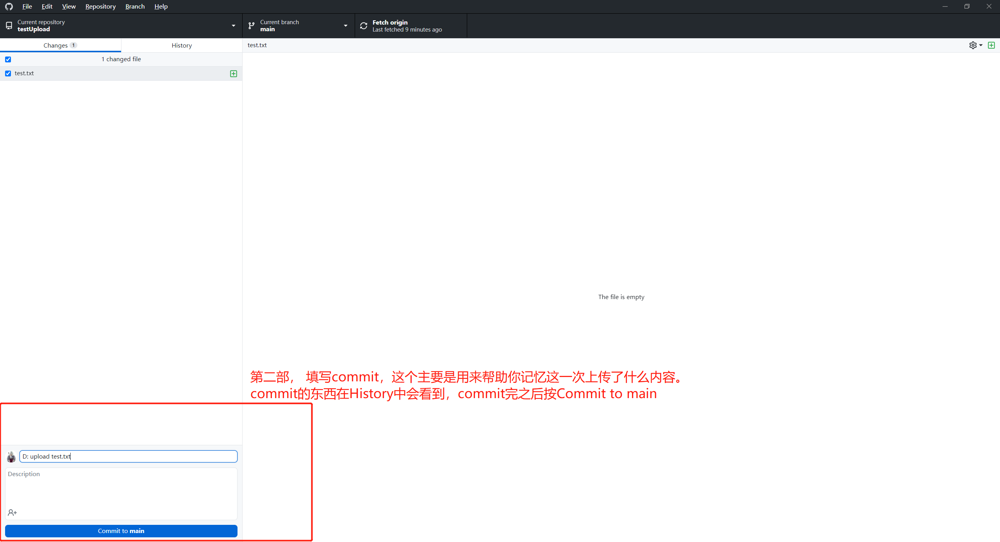 File Edit View Repository Branch Help
Current repository
testUpload
Current branch
main
Fetch origin
Last fetched 9 minutes ago
Changes 1
History
test.txt
1 changed file
test.txt
The file is empty
第二部， 填写commit，这个主要是用来帮助你记忆这一次上传了什么内容。
commit的东西在History中会看到，commit完之后按Commit to main
D: upload test.txt
Description
Commit to main